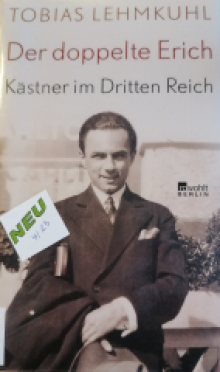 TOBIAS LEHMKUHL
Der doppelte Erich
Kästner im Dritten Reich
rowohlt
BERLIN
NEU